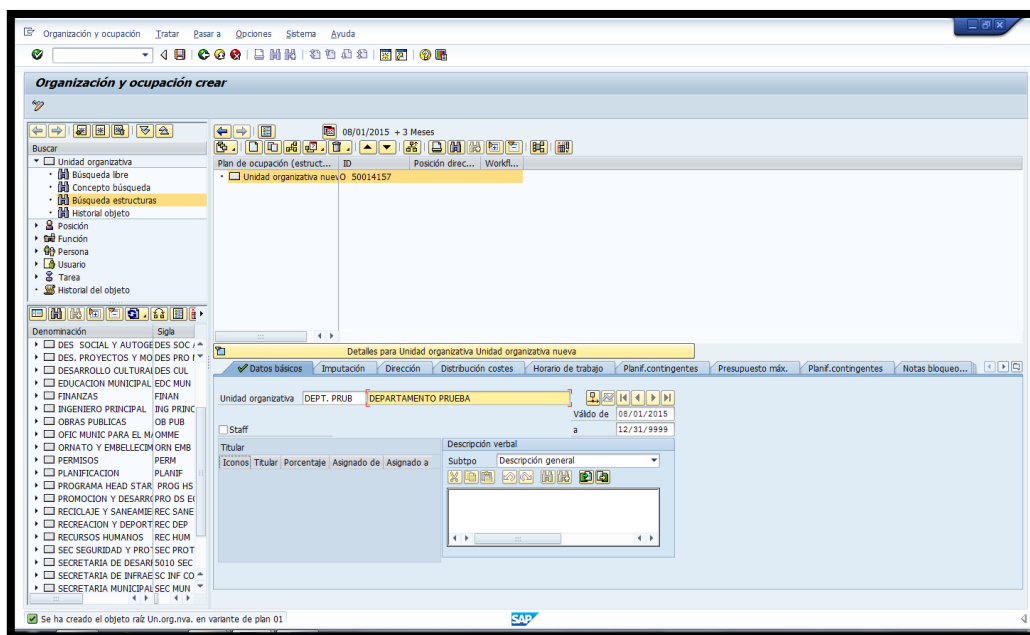 Organización y ocupación Tratar Pasar a Opciones Sistema Ayuda
Organización y ocupación crear
08/01/2015 + 3 Meses
Buscar
Unidad organizativa
Búsqueda libre
Concepto búsqueda
Búsqueda estructuras
Historial objeto
Posición
Función
Persona
Usuario
Tarea
Historial del objeto
Plan de ocupación (estruct... ID Posición direc... Workfl...
Unidad organizativa nuev O 50014157
Denominación Sigla
DES SOCIAL Y AUTOGE DES SOC
DES. PROYECTOS Y MO DES PRO
DESARROLLO CULTURAL DES CUL
EDUCACION MUNICIPAL EDC MUN
FINANZAS FINAN
INGENIERO PRINCIPAL ING PRINC
OBRAS PUBLICAS OB PUB
OFIC MUNIC PARA EL M OMME
ORNATO Y EMBELLECIM ORN EMB
PERMISOS PERM
PLANIFICACION PLANIF
PROGRAMA HEAD STAR PROG HS
PROMOCION Y DESARR PRO DS E
RECICLAJE Y SANEAMIE REC SANE
RECREACION Y DEPORT REC DEP
RECURSOS HUMANOS REC HUM
SEC SEGURIDAD Y PROT SEC PROT
SECRETARIA DE DESARR 5010 SEC
SECRETARIA DE INFRAE SC INF CO
SECRETARIA MUNICIPAL SEC MUN
Detalles para Unidad organizativa Unidad organizativa nueva
Datos básicos Imputación Dirección Distribución costes Horario de trabajo Planif.contingentes Presupuesto máx. Planif.contingentes Notas bloqueo...
Unidad organizativa DEPT. PRUB DEPARTAMENTO PRUEBA
Válido de 08/01/2015
Staff a 12/31/9999
Titular
Iconos Titular Porcentaje Asignado de Asignado a
Descripción verbal
Subtpo Descripción general
Se ha creado el objeto raíz Un.org.nva. en variante de plan 01
SAP